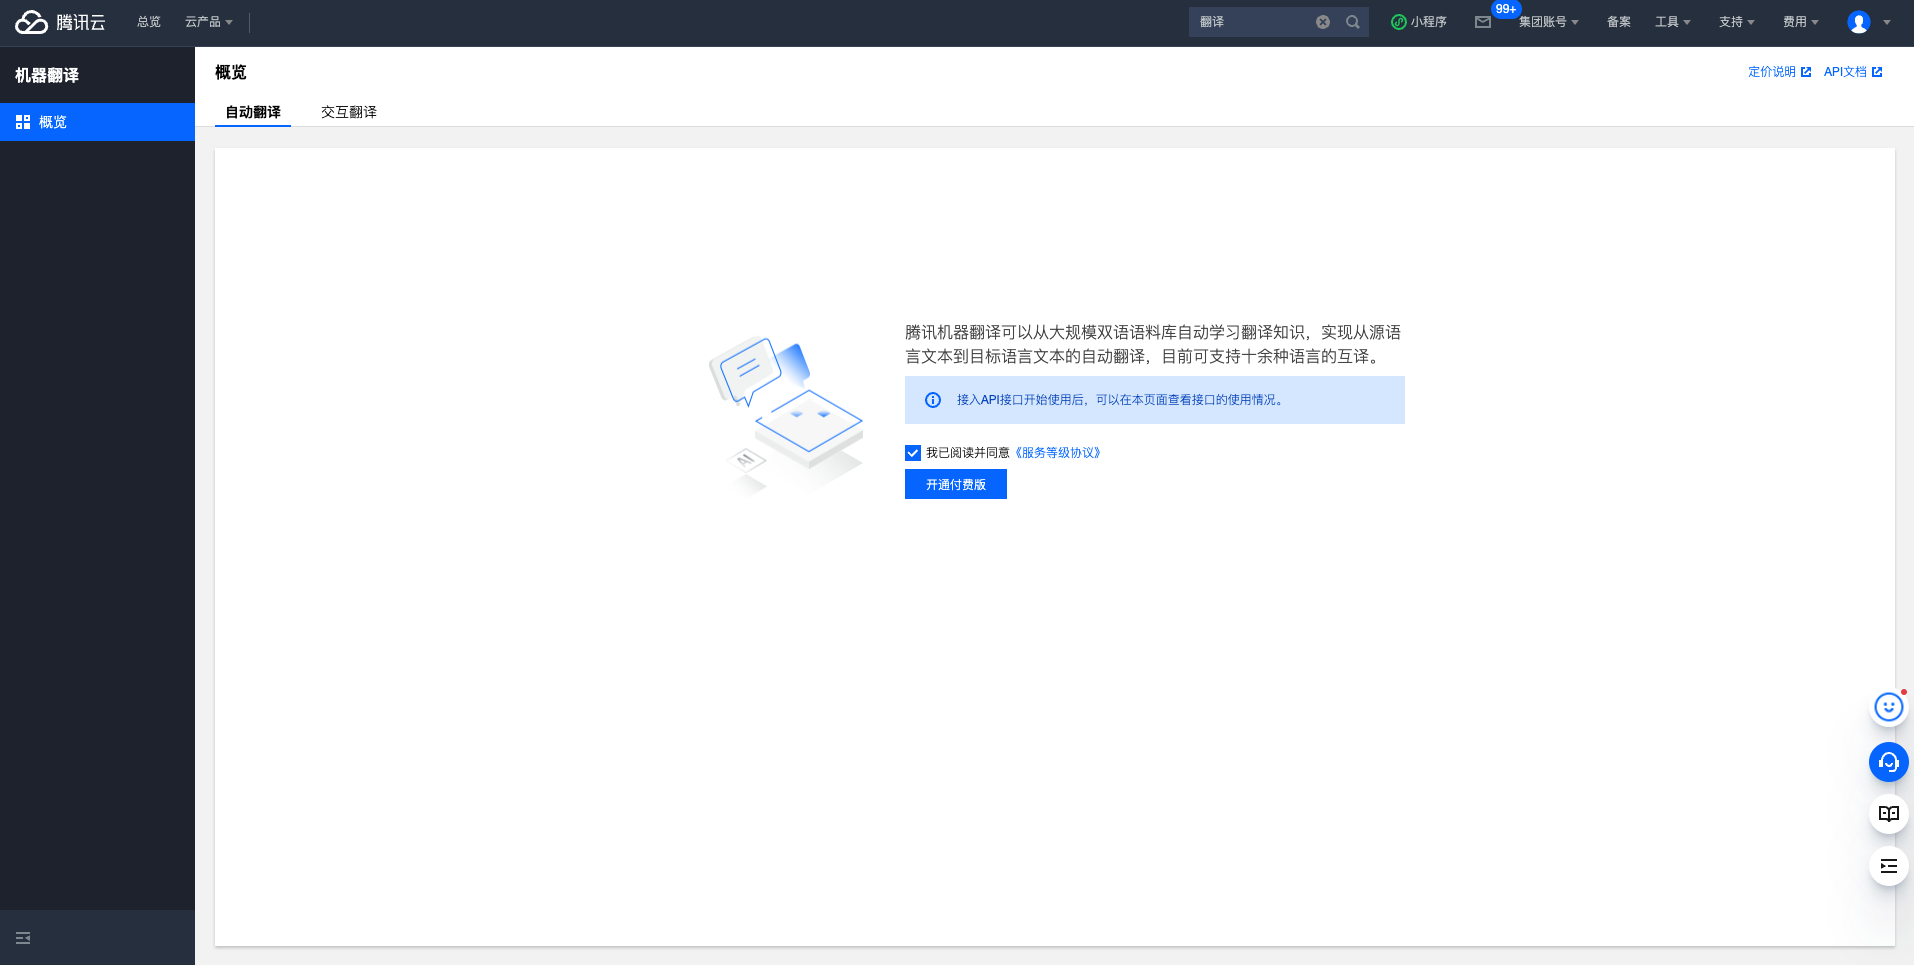 腾讯云
总览
云产品
翻译
小程序
99+
集团账号
备案
工具
支持
费用
机器翻译
概览
概览
定价说明
API文档
自动翻译
交互翻译
腾讯机器翻译可以从大规模双语语料库自动学习翻译知识，实现从源语
言文本到目标语言文本的自动翻译，目前可支持十余种语言的互译。
接入API接口开始使用后，可以在本页面查看接口的使用情况。
我已阅读并同意《服务等级协议》
开通付费版
AI